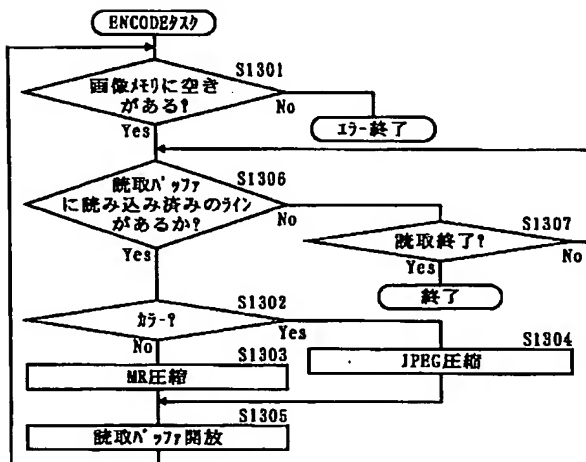 ENCODEタスク
S1301
画像メモリに空き
がある?
No
Yes
エラー終了
S1306
読取バッファ
に読み込み済みのライン
があるか?
No
Yes
S1307
読取終了?
No
Yes
終了
S1302
カラー?
Yes
No
S1303
MR圧縮
S1304
JPEG圧縮
S1305
読取バッファ開放